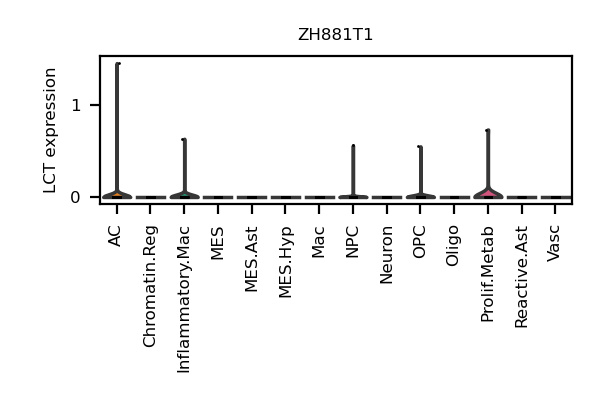 ZH881T1
LCT expression
1
0
AC
Chromatin.Reg
Inflammatory.Mac
MES
MES.Ast
MES.Hyp
Mac
NPC
Neuron
OPC
Oligo
Prolif.Metab
Reactive.Ast
Vasc